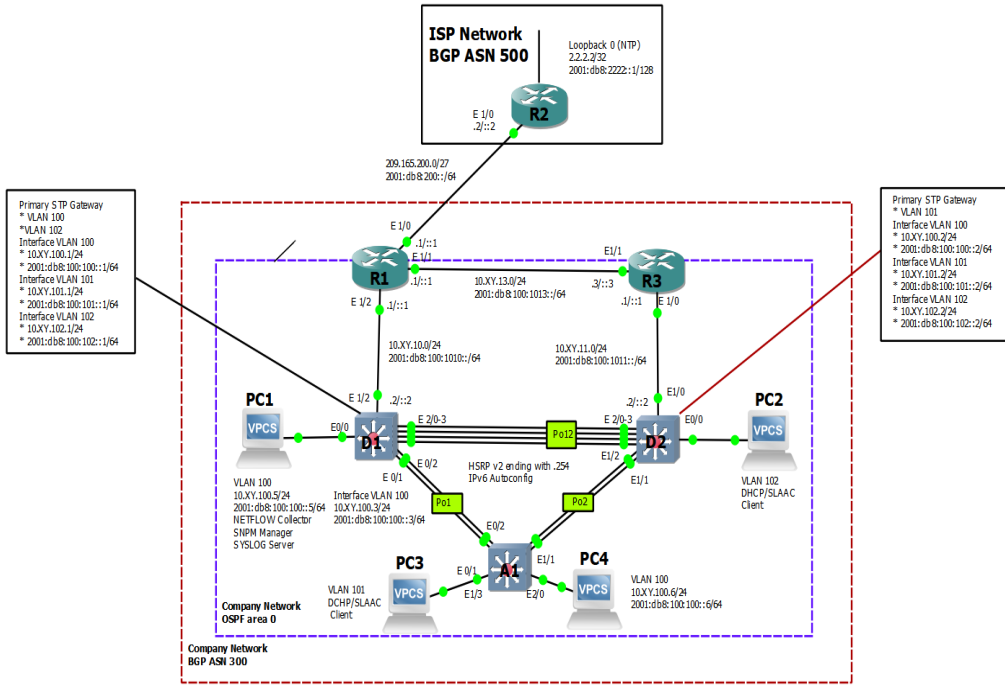 ISP Network
BGP ASN 500
Loopback 0 (NTP)
2.2.2.2/32
2001:db8:2222::1/128
R2
E 1/0
.2/::2
209.165.200.0/27
2001:db8:200::/64
Primary STP Gateway
* VLAN 100
*VLAN 102
Interface VLAN 100
* 10.XY.100.1/24
* 2001:db8:100:100::1/64
Interface VLAN 101
* 10.XY.101.1/24
* 2001:db8:100:101::1/64
Interface VLAN 102
* 10.XY.102.1/24
* 2001:db8:100:102::1/64
Primary STP Gateway
* VLAN 101
Interface VLAN 100
* 10.XY.100.2/24
* 2001:db8:100:100::2/64
Interface VLAN 101
* 10.XY.101.2/24
* 2001:db8:100:101::2/64
Interface VLAN 102
* 10.XY.102.2/24
* 2001:db8:100:102::2/64
E 1/0
.1/::1
E 1/1
R1
.1/::1
E 1/2
.1/::1
10.XY.13.0/24
2001:db8:100:1013::/64
E1/1
R3
.3/::3
.1/::1
E 1/0
10.XY.10.0/24
2001:db8:100:1010::/64
10.XY.11.0/24
2001:db8:100:1011::/64
E 1/2
.2/::2
E1/0
.2/::2
PC1
VPCS
E0/0
D1
E 2/0-3
Po12
E 2/0-3
D2
E0/0
PC2
VPCS
E 0/2
E 0/1
HSRP v2 ending with .254
IPv6 Autoconfig
E1/2
E1/1
VLAN 100
10.XY.100.5/24
2001:db8:100:100::5/64
NETFLOW Collector
SNPM Manager
SYSLOG Server
Interface VLAN 100
10.XY.100.3/24
2001:db8:100:100::3/64
Po1
Po2
VLAN 102
DHCP/SLAAC
Client
E0/2
E1/1
A1
E 0/1
E1/3
E2/0
PC3
VPCS
VLAN 101
DCHP/SLAAC
Client
PC4
VPCS
VLAN 100
10.XY.100.6/24
2001:db8:100:100::6/64
Company Network
OSPF area 0
Company Network
BGP ASN 300